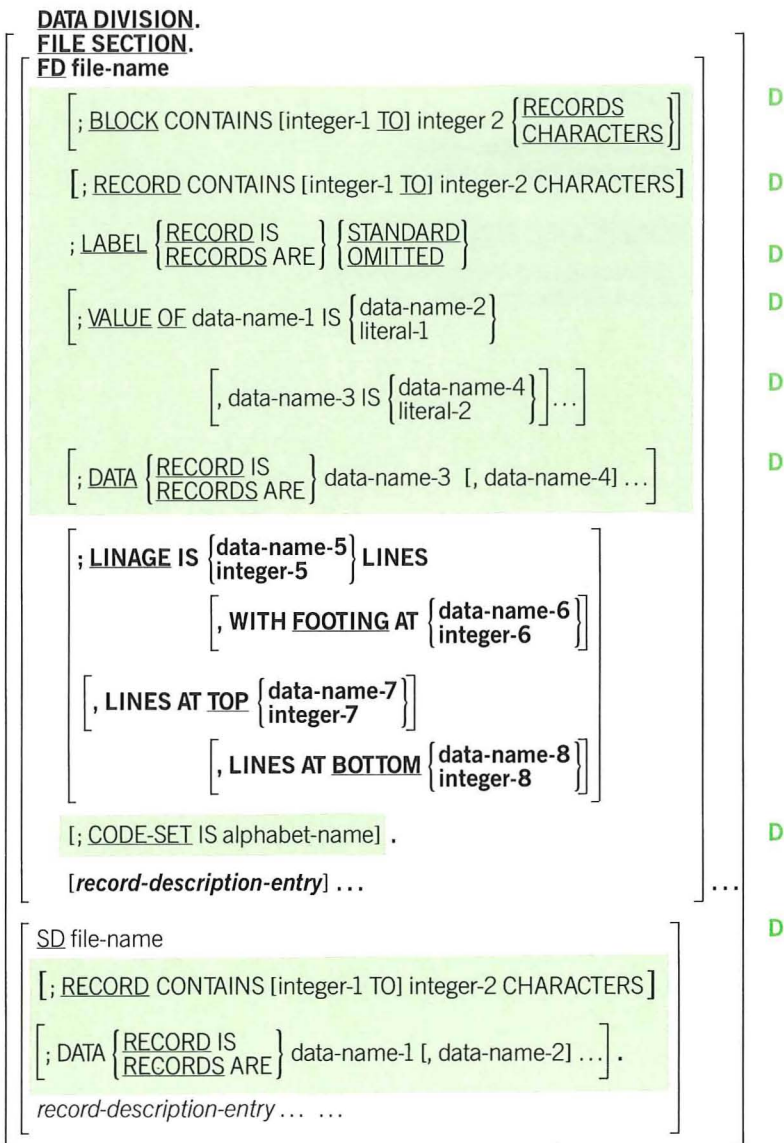 DATA DIVISION.
FILE SECTION.
FD file-name
[; BLOCK CONTAINS [integer-1 TO] integer 2 {RECORDS
CHARACTERS}] D
[; RECORD CONTAINS [integer-1 TO] integer-2 CHARACTERS] D
; LABEL {RECORD IS
RECORDS ARE} {STANDARD
OMITTED} D
[; VALUE OF data-name-1 IS {data-name-2
literal-1} D
[, data-name-3 IS {data-name-4
literal-2}]...] D
[; DATA {RECORD IS
RECORDS ARE} data-name-3 [, data-name-4] ...] D
[; LINAGE IS {data-name-5
integer-5} LINES
[, WITH FOOTING AT {data-name-6
integer-6}]
[, LINES AT TOP {data-name-7
integer-7}]
[, LINES AT BOTTOM {data-name-8
integer-8}]]
[; CODE-SET IS alphabet-name] . D
[record-description-entry] ... ...
SD file-name D
[; RECORD CONTAINS [integer-1 TO] integer-2 CHARACTERS]
[; DATA {RECORD IS
RECORDS ARE} data-name-1 [, data-name-2] ...] .
record-description-entry ... ...